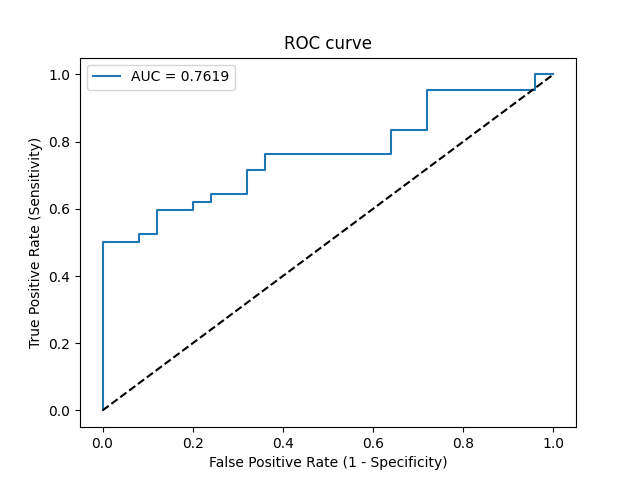 ROC curve
AUC = 0.7619
True Positive Rate (Sensitivity)
1.0
0.8
0.6
0.4
0.2
0.0
0.0 0.2 0.4 0.6 0.8 1.0
False Positive Rate (1 - Specificity)